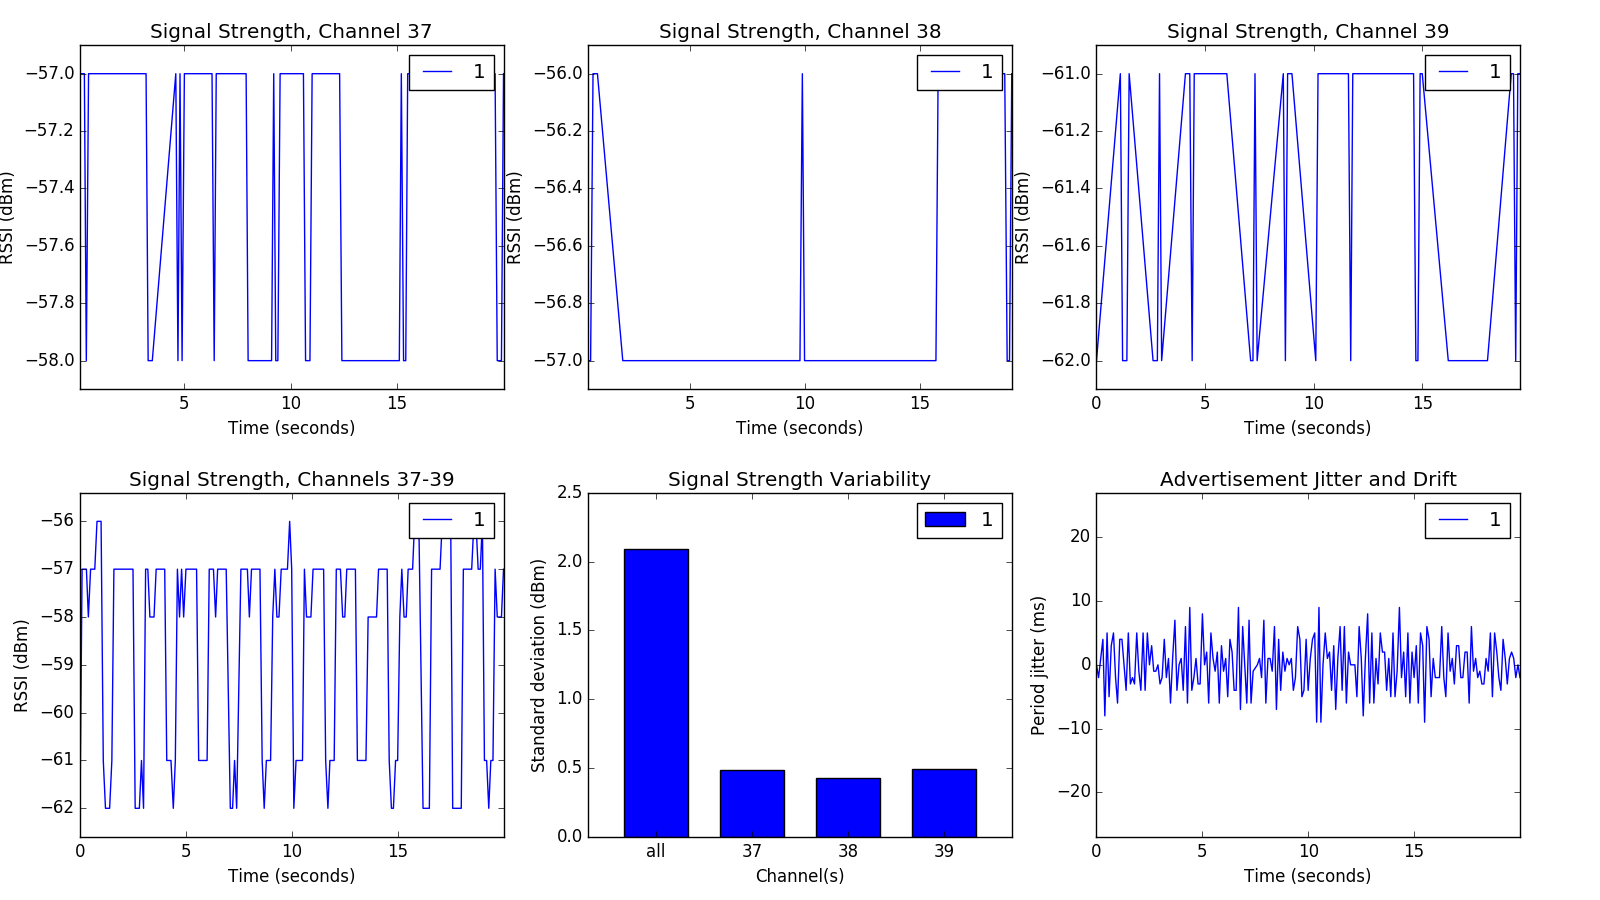 Signal Strength, Channel 37
1
−57.0
−57.2
−57.4
−57.6
−57.8
−58.0
RSSI (dBm)
5 10 15
Time (seconds)
Signal Strength, Channel 38
1
−56.0
−56.2
−56.4
−56.6
−56.8
−57.0
RSSI (dBm)
5 10 15
Time (seconds)
Signal Strength, Channel 39
1
−61.0
−61.2
−61.4
−61.6
−61.8
−62.0
RSSI (dBm)
0 5 10 15
Time (seconds)
Signal Strength, Channels 37-39
1
−56
−57
−58
−59
−60
−61
−62
RSSI (dBm)
0 5 10 15
Time (seconds)
Signal Strength Variability
1
2.5
2.0
1.5
1.0
0.5
0.0
Standard deviation (dBm)
all 37 38 39
Channel(s)
Advertisement Jitter and Drift
1
20
10
0
−10
−20
Period jitter (ms)
0 5 10 15
Time (seconds)